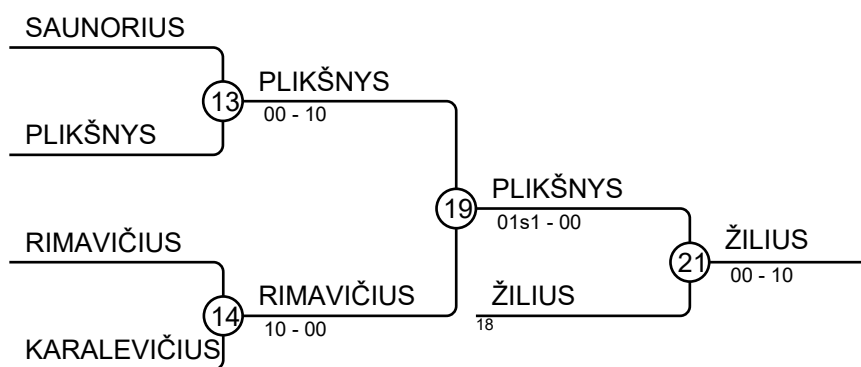 SAUNORIUS
13
PLIKŠNYS
00 - 10
PLIKŠNYS
19
PLIKŠNYS
01s1 - 00
RIMAVIČIUS
14
RIMAVIČIUS
10 - 00
KARALEVIČIUS
ŽILIUS
18
21
ŽILIUS
00 - 10